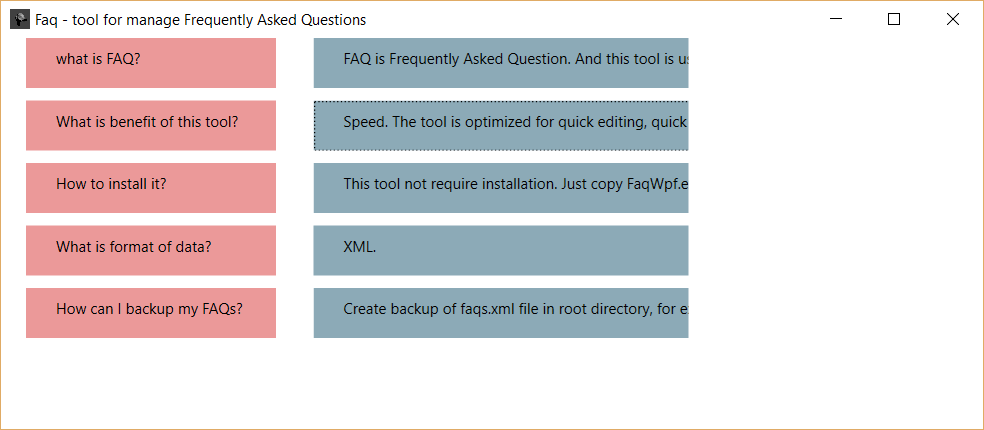 Faq - tool for manage Frequently Asked Questions
what is FAQ? FAQ is Frequently Asked Question. And this tool is
What is benefit of this tool? Speed. The tool is optimized for quick editing, quick
How to install it? This tool not require installation. Just copy FaqWpf.e
What is format of data? XML.
How can I backup my FAQs? Create backup of faqs.xml file in root directory, for